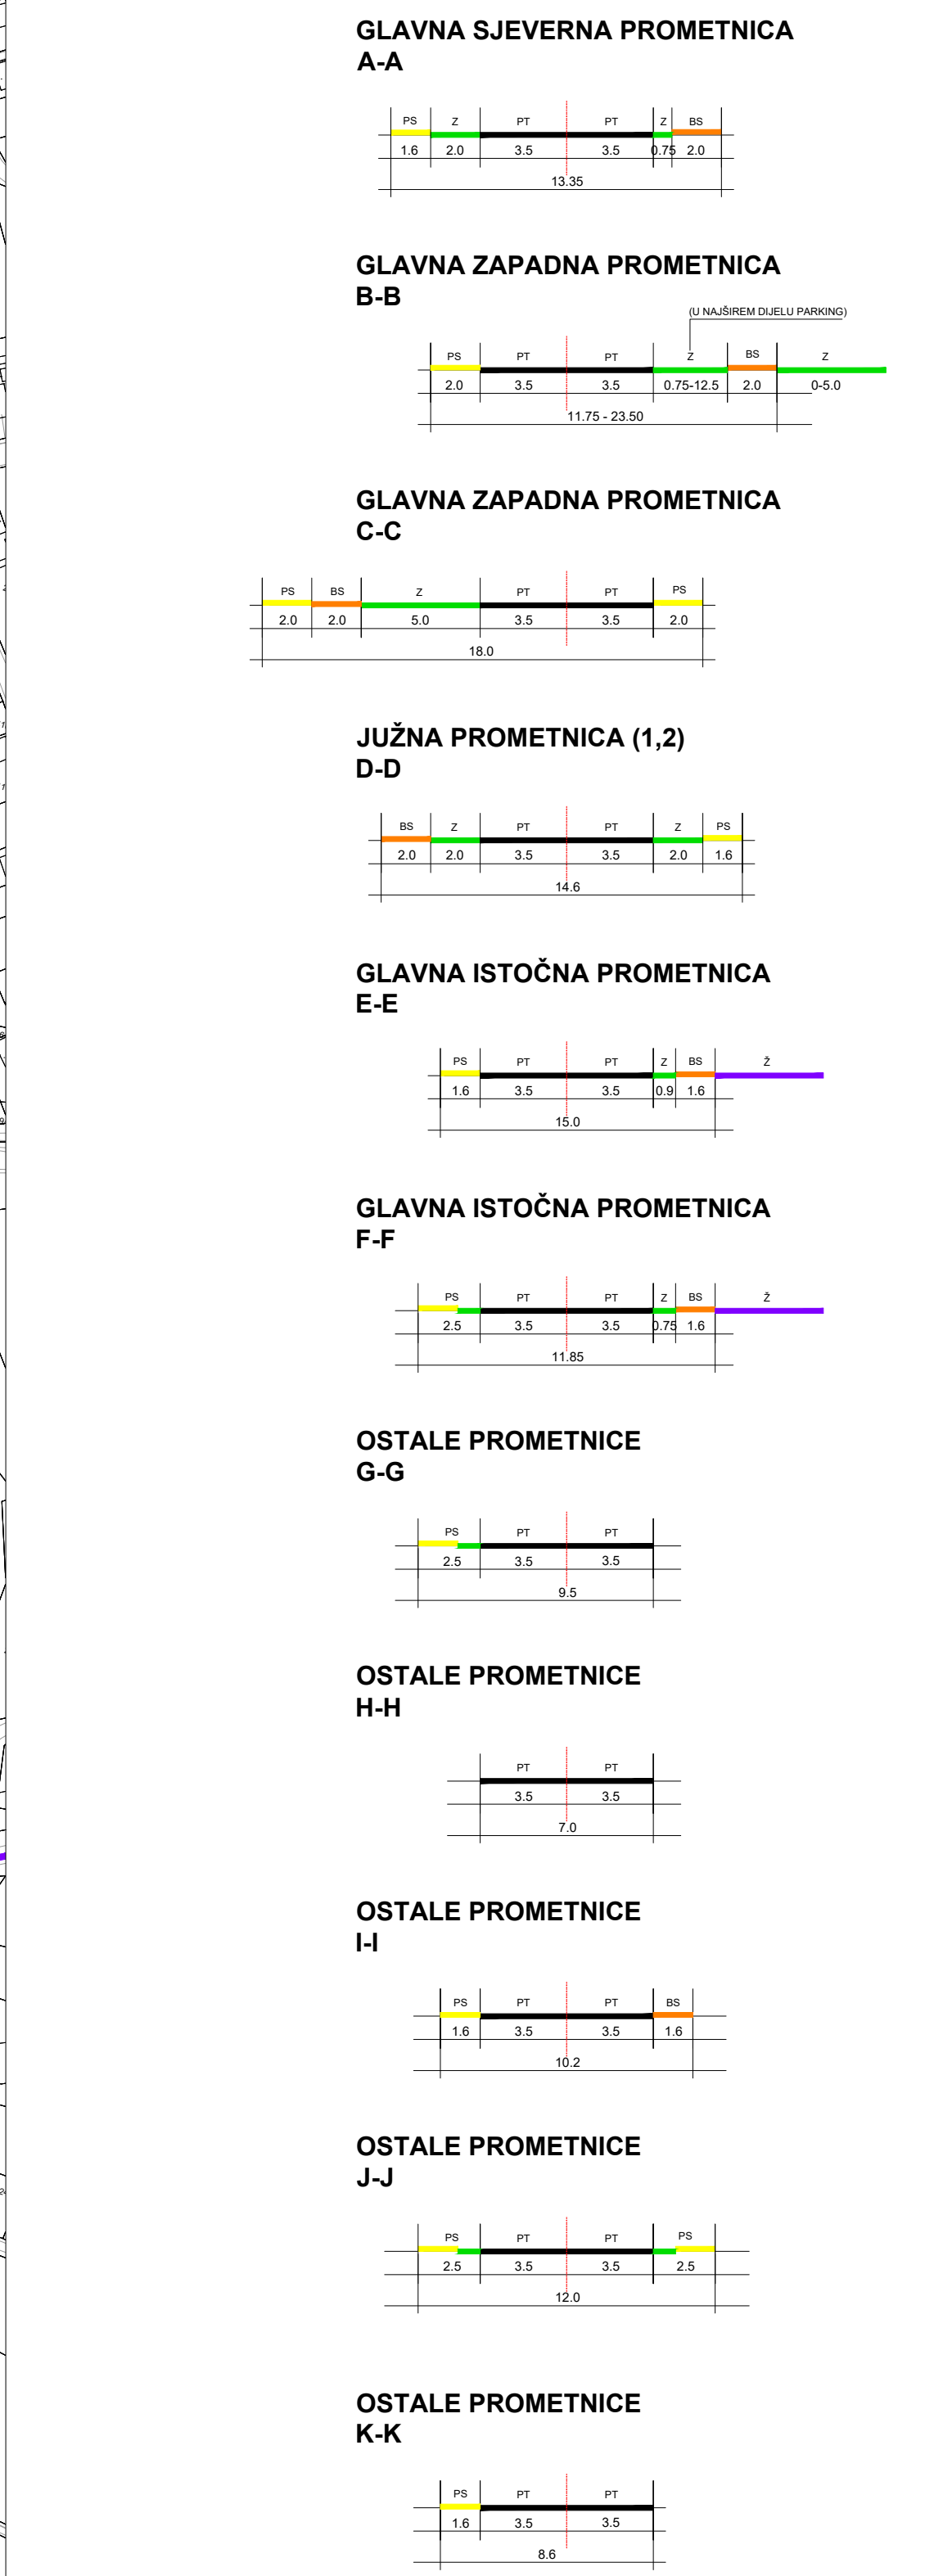 GLAVNA SJEVERNA PROMETNICA
A-A
PS Z PT PT Z BS
1.6 2.0 3.5 3.5 0.75 2.0
13.35
GLAVNA ZAPADNA PROMETNICA
B-B
(U NAJŠIREM DIJELU PARKING)
PS PT PT Z BS Z
2.0 3.5 3.5 0.75-12.5 2.0 0-5.0
11.75 - 23.50
GLAVNA ZAPADNA PROMETNICA
C-C
PS BS Z PT PT PS
2.0 2.0 5.0 3.5 3.5 2.0
18.0
JUŽNA PROMETNICA (1,2)
D-D
BS Z PT PT Z PS
2.0 2.0 3.5 3.5 2.0 1.6
14.6
GLAVNA ISTOČNA PROMETNICA
E-E
PS PT PT Z BS Ž
1.6 3.5 3.5 0.9 1.6
15.0
GLAVNA ISTOČNA PROMETNICA
F-F
PS PT PT Z BS Ž
2.5 3.5 3.5 0.75 1.6
11.85
OSTALE PROMETNICE
G-G
PS PT PT
2.5 3.5 3.5
9.5
OSTALE PROMETNICE
H-H
PT PT
3.5 3.5
7.0
OSTALE PROMETNICE
I-I
PS PT PT BS
1.6 3.5 3.5 1.6
10.2
OSTALE PROMETNICE
J-J
PS PT PT PS
2.5 3.5 3.5 2.5
12.0
OSTALE PROMETNICE
K-K
PS PT PT
1.6 3.5 3.5
8.6